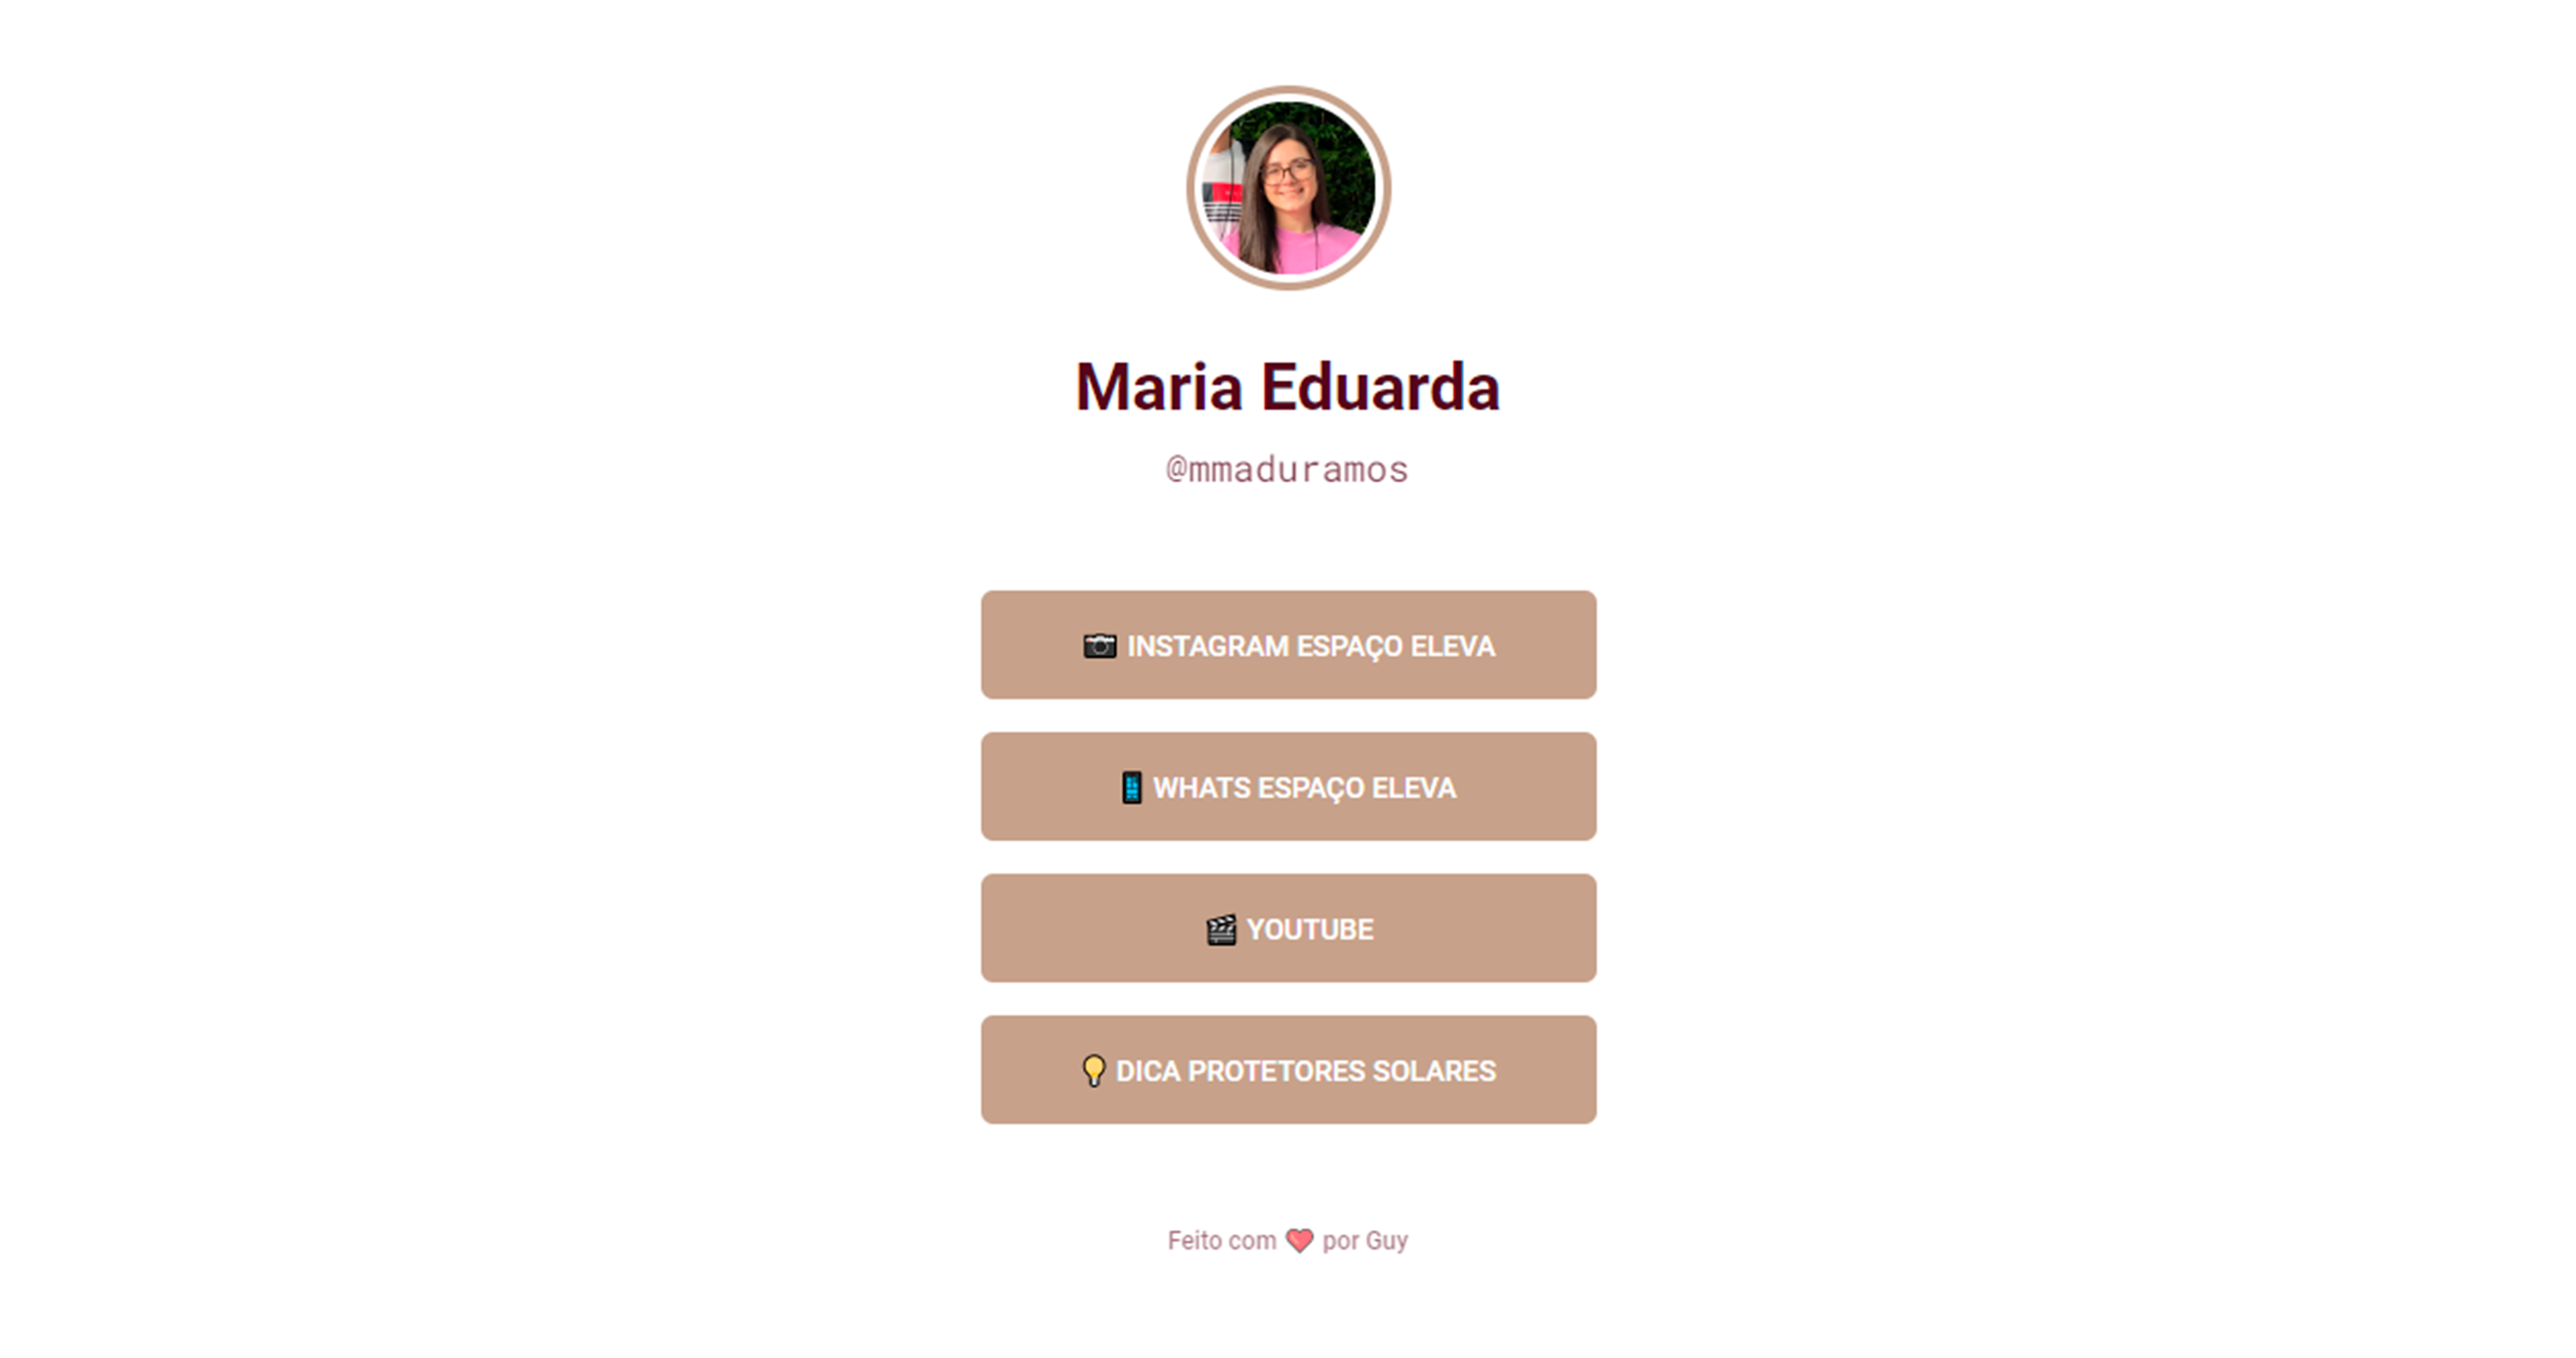 Maria Eduarda
@mmaduramos
📷 INSTAGRAM ESPAÇO ELEVA
📱 WHATS ESPAÇO ELEVA
🎬 YOUTUBE
💡 DICA PROTETORES SOLARES
Feito com ❤️ por Guy